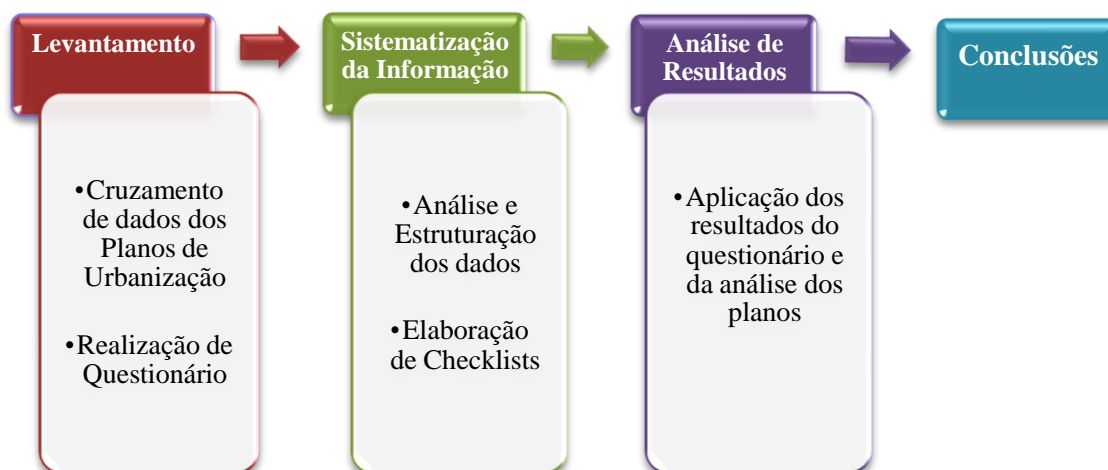 Levantamento
•Cruzamento
de dados dos
Planos de
Urbanização
•Realização de
Questionário
Sistematização
da Informação
•Análise e
Estruturação
dos dados
•Elaboração
de Checklists
Análise de
Resultados
•Aplicação dos
resultados do
questionário e
da análise dos
planos
Conclusões